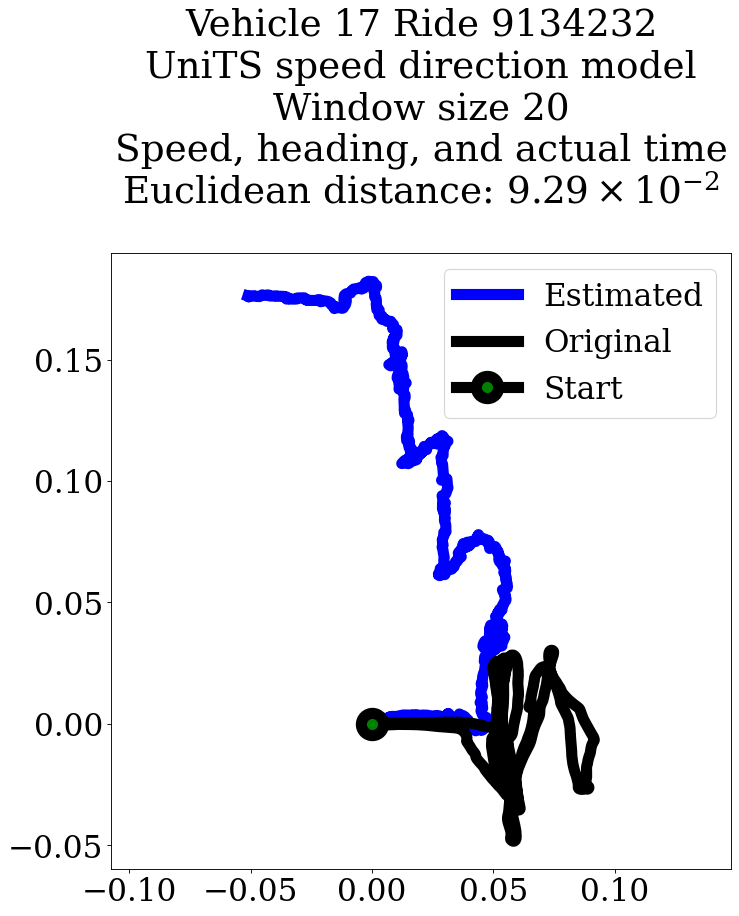 Vehicle 17 Ride 9134232
UniTS speed direction model
Window size 20
Speed, heading, and actual time
Euclidean distance: 9.29 × 10⁻²
Estimated
Original
Start
0.15
0.10
0.05
0.00
−0.05
−0.10 −0.05 0.00 0.05 0.10